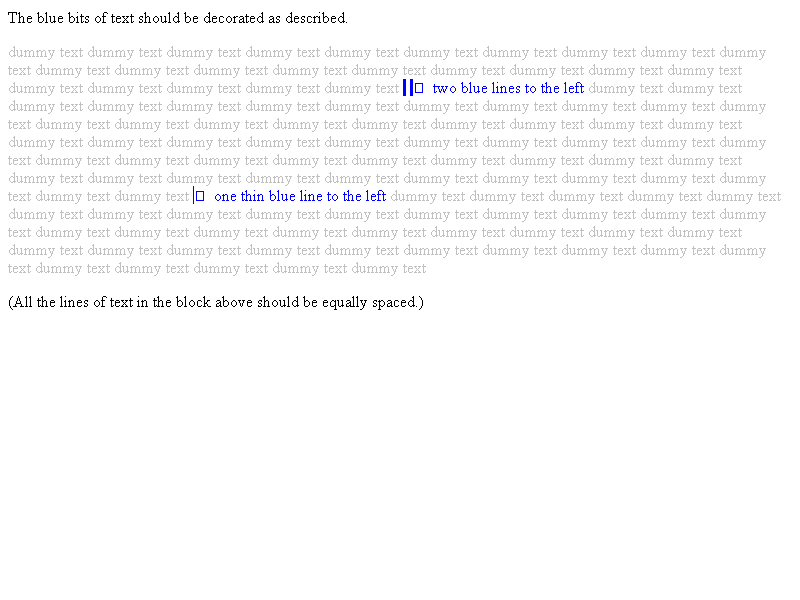 The blue bits of text should be decorated as described.
dummy text dummy text dummy text dummy text dummy text dummy text dummy text dummy text dummy text dummy
text dummy text dummy text dummy text dummy text dummy text dummy text dummy text dummy text dummy text
dummy text dummy text dummy text dummy text dummy text two blue lines to the left dummy text dummy text
dummy text dummy text dummy text dummy text dummy text dummy text dummy text dummy text dummy text dummy
text dummy text dummy text dummy text dummy text dummy text dummy text dummy text dummy text dummy text
dummy text dummy text dummy text dummy text dummy text dummy text dummy text dummy text dummy text dummy
text dummy text dummy text dummy text dummy text dummy text dummy text dummy text dummy text dummy text
dummy text dummy text dummy text dummy text dummy text dummy text dummy text dummy text dummy text dummy
text dummy text dummy text one thin blue line to the left dummy text dummy text dummy text dummy text dummy text
dummy text dummy text dummy text dummy text dummy text dummy text dummy text dummy text dummy text dummy
text dummy text dummy text dummy text dummy text dummy text dummy text dummy text dummy text dummy text
dummy text dummy text dummy text dummy text dummy text dummy text dummy text dummy text dummy text dummy
text dummy text dummy text dummy text dummy text dummy text
(All the lines of text in the block above should be equally spaced.)